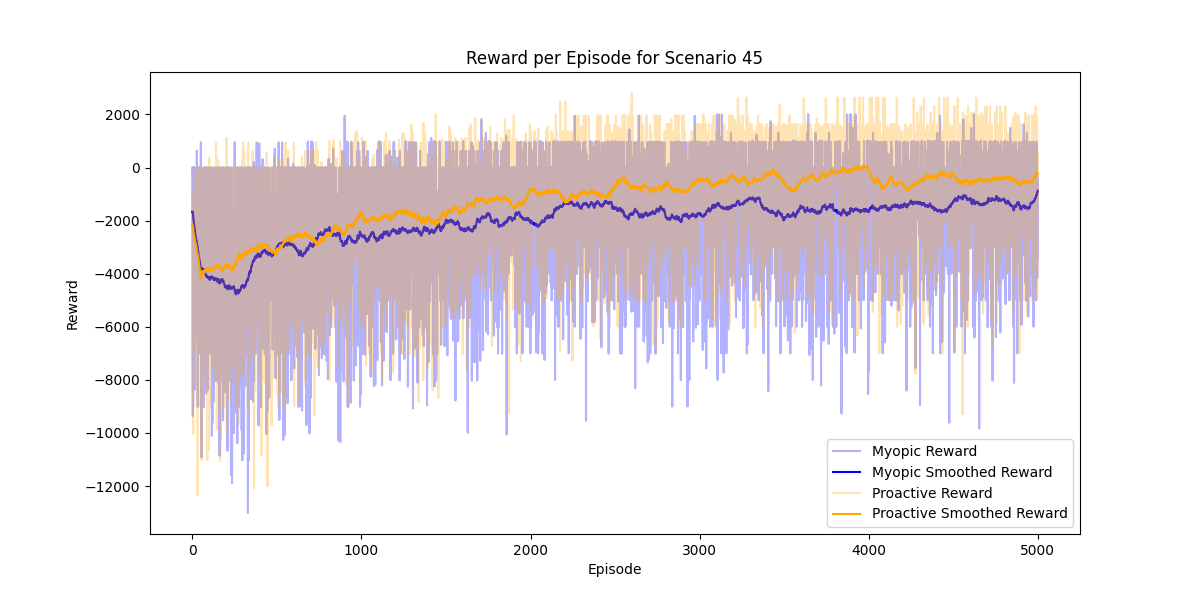 Reward per Episode for Scenario 45
Reward
2000
0
−2000
−4000
−6000
−8000
−10000
−12000
Myopic Reward
Myopic Smoothed Reward
Proactive Reward
Proactive Smoothed Reward
0 1000 2000 3000 4000 5000
Episode